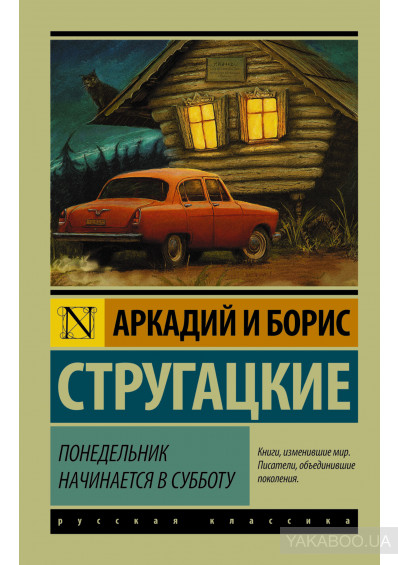 N
АРКАДИЙ И БОРИС
СТРУГАЦКИЕ
ПОНЕДЕЛЬНИК
НАЧИНАЕТСЯ В СУББОТУ
Книги, изменившие мир.
Писатели, объединившие
поколения.
русская классика
YAKABOO.UA